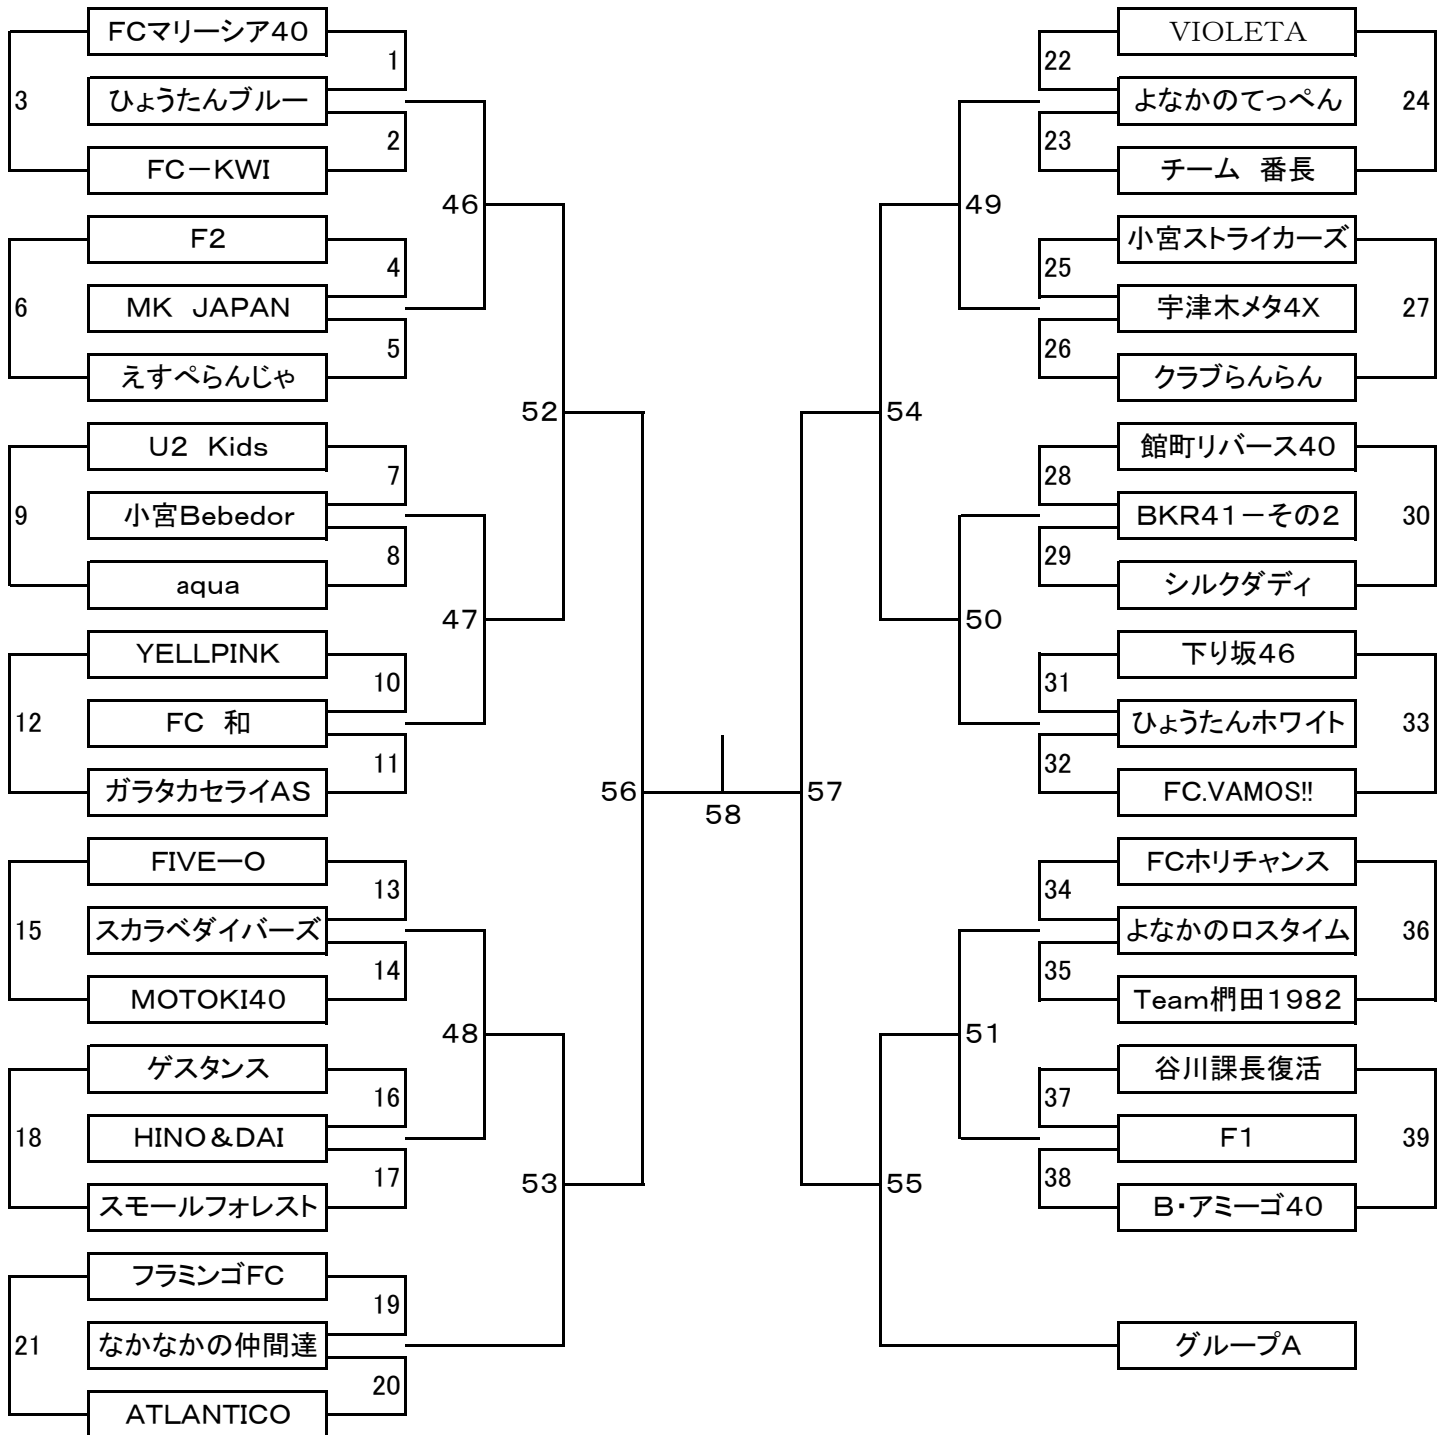 FCマリーシア40
1
3
ひょうたんブルー
2
FC－KWI
46
F2
4
6
MK　JAPAN
5
えすぺらんじゃ
52
U2　Kids
7
9
小宮Bebedor
8
aqua
47
YELLPINK
10
12
FC　和
11
ガラタカセライAS
56
FIVE―O
13
15
スカラベダイバーズ
14
MOTOKI40
48
ゲスタンス
16
18
HINO＆DAI
17
スモールフォレスト
53
フラミンゴFC
19
21
なかなかの仲間達
20
ATLANTICO
58
VIOLETA
22
よなかのてっぺん
24
23
チーム　番長
49
小宮ストライカーズ
25
宇津木メタ4X
27
26
クラブらんらん
54
館町リバース40
28
BKR41－その2
30
29
シルクダディ
50
下り坂46
31
ひょうたんホワイト
33
32
FC.VAMOS!!
57
FCホリチャンス
34
よなかのロスタイム
36
35
Team椚田1982
51
谷川課長復活
37
F1
39
38
B・アミーゴ40
55
グループA